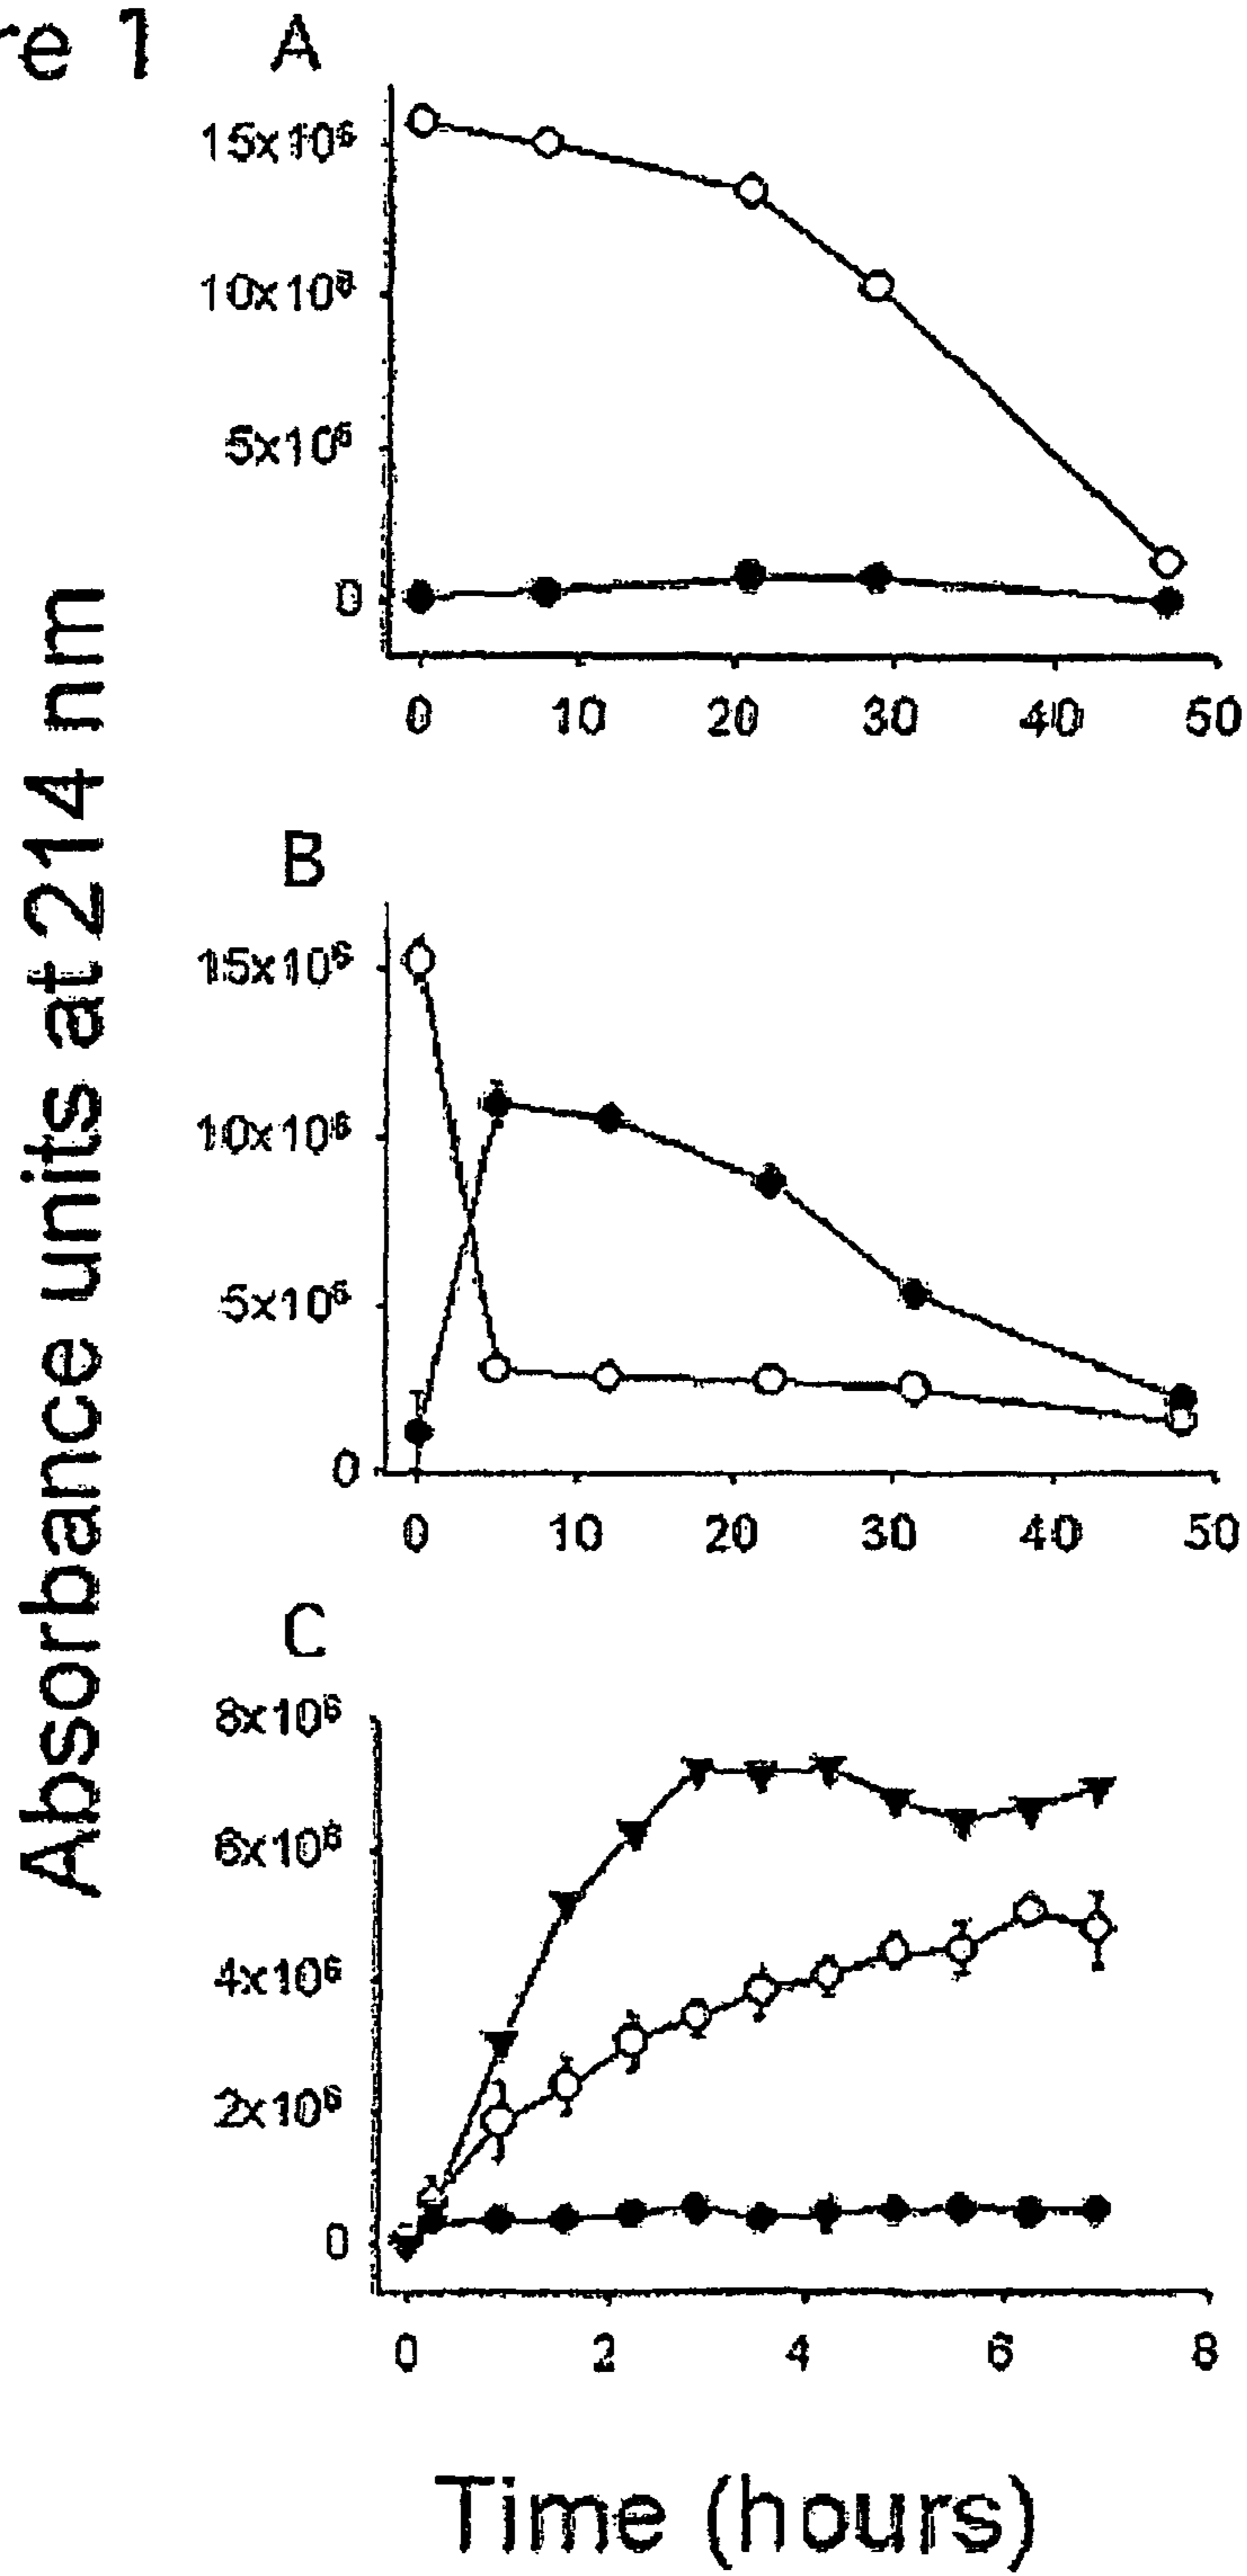 re 1
A
15x10⁶
10x10⁶
5x10⁶
0
0 10 20 30 40 50
B
15x10⁶
10x10⁶
5x10⁶
0
0 10 20 30 40 50
C
8x10⁶
6x10⁶
4x10⁶
2x10⁶
0
0 2 4 6 8
Absorbance units at 214 nm
Time (hours)